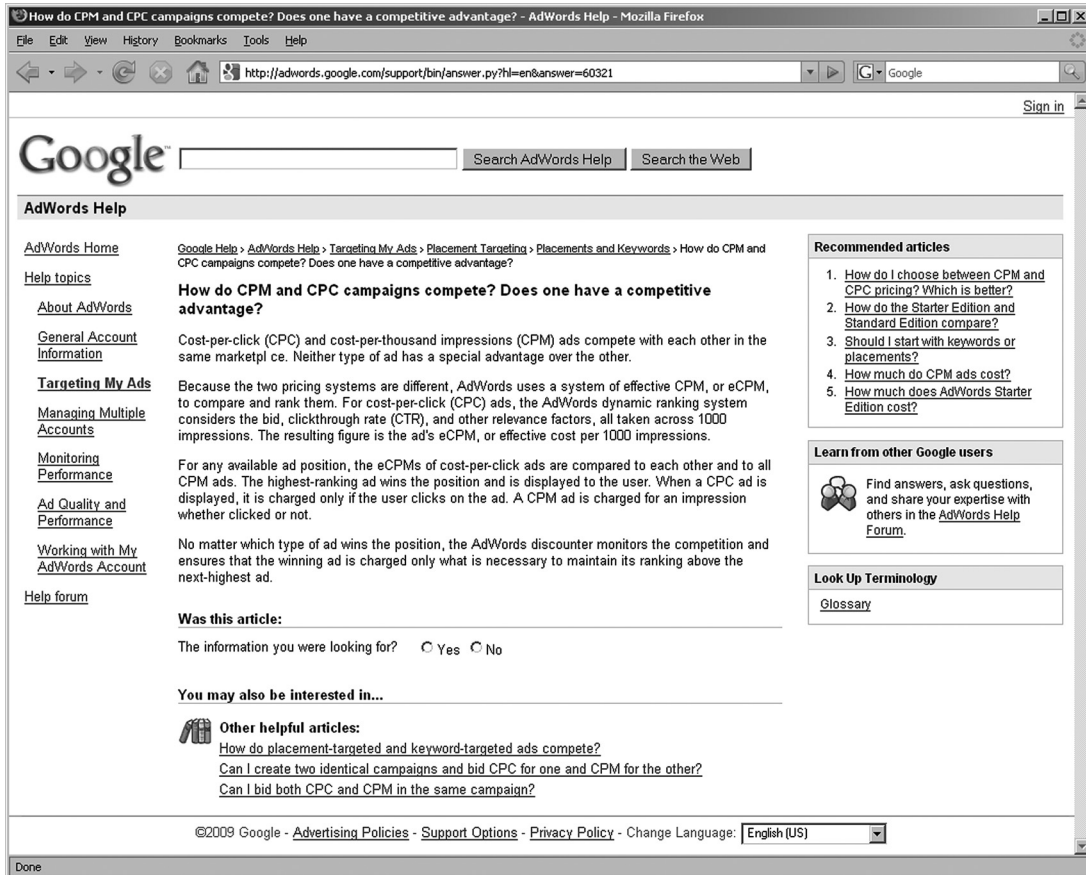 How do CPM and CPC campaigns compete? Does one have a competitive advantage? - AdWords Help - Mozilla Firefox
File Edit View History Bookmarks Tools Help
http://adwords.google.com/support/bin/answer.py?hl=en&answer=60321
G Google
Sign in
Google™
Search AdWords Help Search the Web
AdWords Help
AdWords Home
Help topics
About AdWords
General Account
Information
Targeting My Ads
Managing Multiple
Accounts
Monitoring
Performance
Ad Quality and
Performance
Working with My
AdWords Account
Help forum
Google Help › AdWords Help › Targeting My Ads › Placement Targeting › Placements and Keywords › How do CPM and
CPC campaigns compete? Does one have a competitive advantage?
How do CPM and CPC campaigns compete? Does one have a competitive
advantage?
Cost-per-click (CPC) and cost-per-thousand impressions (CPM) ads compete with each other in the
same marketpl ce. Neither type of ad has a special advantage over the other.
Because the two pricing systems are different, AdWords uses a system of effective CPM, or eCPM,
to compare and rank them. For cost-per-click (CPC) ads, the AdWords dynamic ranking system
considers the bid, clickthrough rate (CTR), and other relevance factors, all taken across 1000
impressions. The resulting figure is the ad's eCPM, or effective cost per 1000 impressions.
For any available ad position, the eCPMs of cost-per-click ads are compared to each other and to all
CPM ads. The highest-ranking ad wins the position and is displayed to the user. When a CPC ad is
displayed, it is charged only if the user clicks on the ad. A CPM ad is charged for an impression
whether clicked or not.
No matter which type of ad wins the position, the AdWords discounter monitors the competition and
ensures that the winning ad is charged only what is necessary to maintain its ranking above the
next-highest ad.
Was this article:
The information you were looking for? Yes No
You may also be interested in...
Other helpful articles:
How do placement-targeted and keyword-targeted ads compete?
Can I create two identical campaigns and bid CPC for one and CPM for the other?
Can I bid both CPC and CPM in the same campaign?
Recommended articles
1. How do I choose between CPM and
CPC pricing? Which is better?
2. How do the Starter Edition and
Standard Edition compare?
3. Should I start with keywords or
placements?
4. How much do CPM ads cost?
5. How much does AdWords Starter
Edition cost?
Learn from other Google users
Find answers, ask questions,
and share your expertise with
others in the AdWords Help
Forum.
Look Up Terminology
Glossary
©2009 Google - Advertising Policies - Support Options - Privacy Policy - Change Language: English (US)
Done